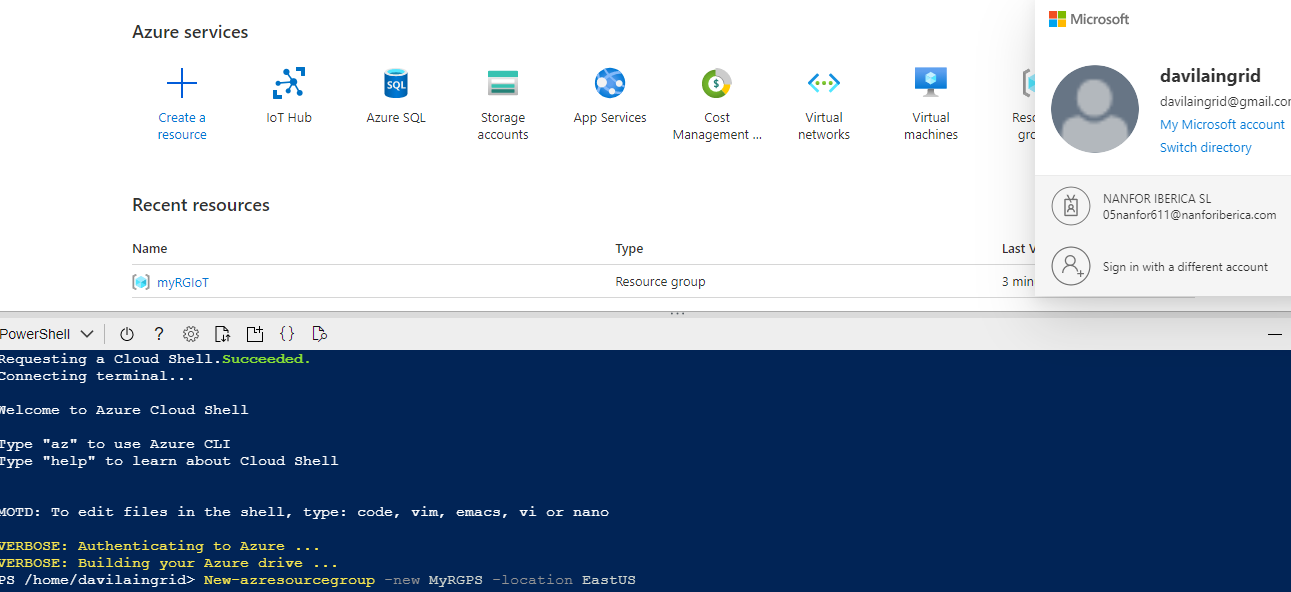 Microsoft
Azure services
davilaingrid
davilaingrid@gmail.cor
My Microsoft account
Switch directory
SQL
$
Create a resource
IoT Hub
Azure SQL
Storage accounts
App Services
Cost Management ...
Virtual networks
Virtual machines
Reso
gro
NANFOR IBERICA SL
05nanfor611@nanforiberica.com
Sign in with a different account
Recent resources
Name Type Last V
myRGIoT Resource group 3 min
PowerShell ? {}
Requesting a Cloud Shell.Succeeded.
Connecting terminal...
Welcome to Azure Cloud Shell
Type "az" to use Azure CLI
Type "help" to learn about Cloud Shell
MOTD: To edit files in the shell, type: code, vim, emacs, vi or nano
VERBOSE: Authenticating to Azure ...
VERBOSE: Building your Azure drive ...
PS /home/davilaingrid> New-azresourcegroup -new MyRGPS -location EastUS